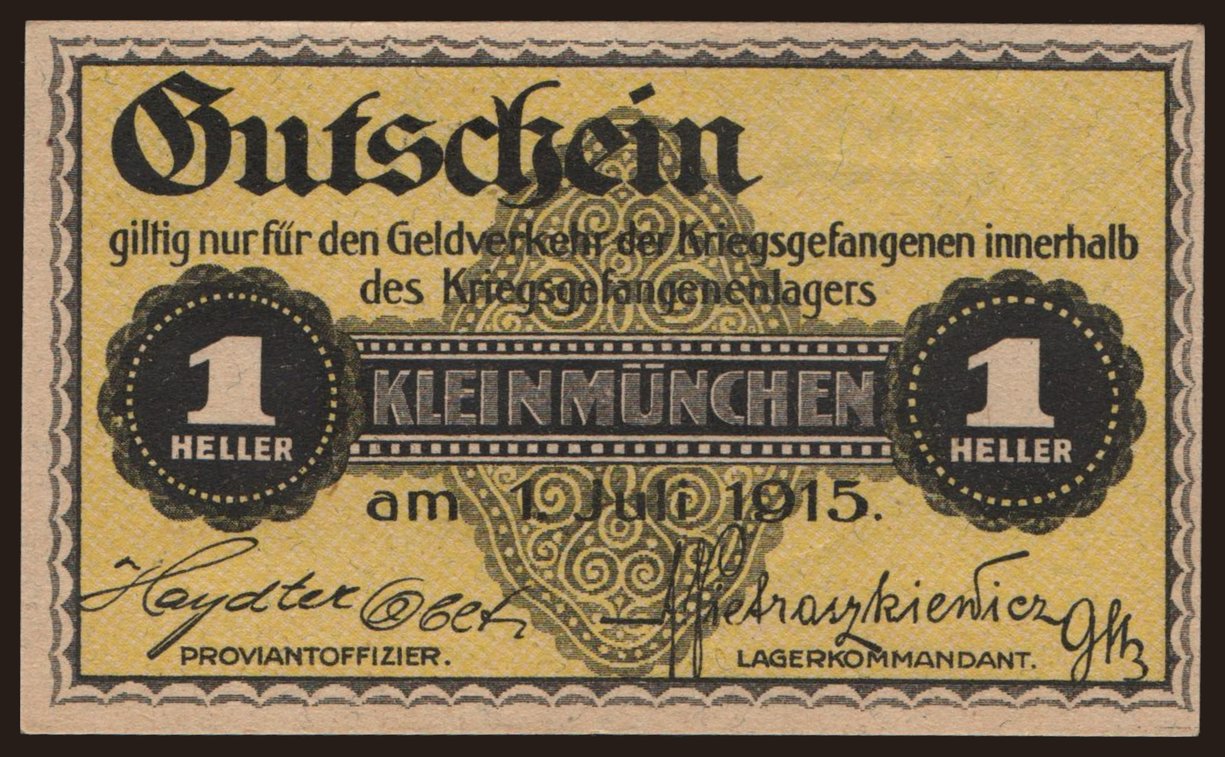 Gutschein
giltig nur für den Geldverkehr der Kriegsgefangenen innerhalb
des Kriegsgefangenenlagers
1 HELLER
KLEINMÜNCHEN
1 HELLER
am 1. Juli 1915.
Haydter Oblt
Pietraszkiewicz
PROVIANTOFFIZIER.
LAGERKOMMANDANT.